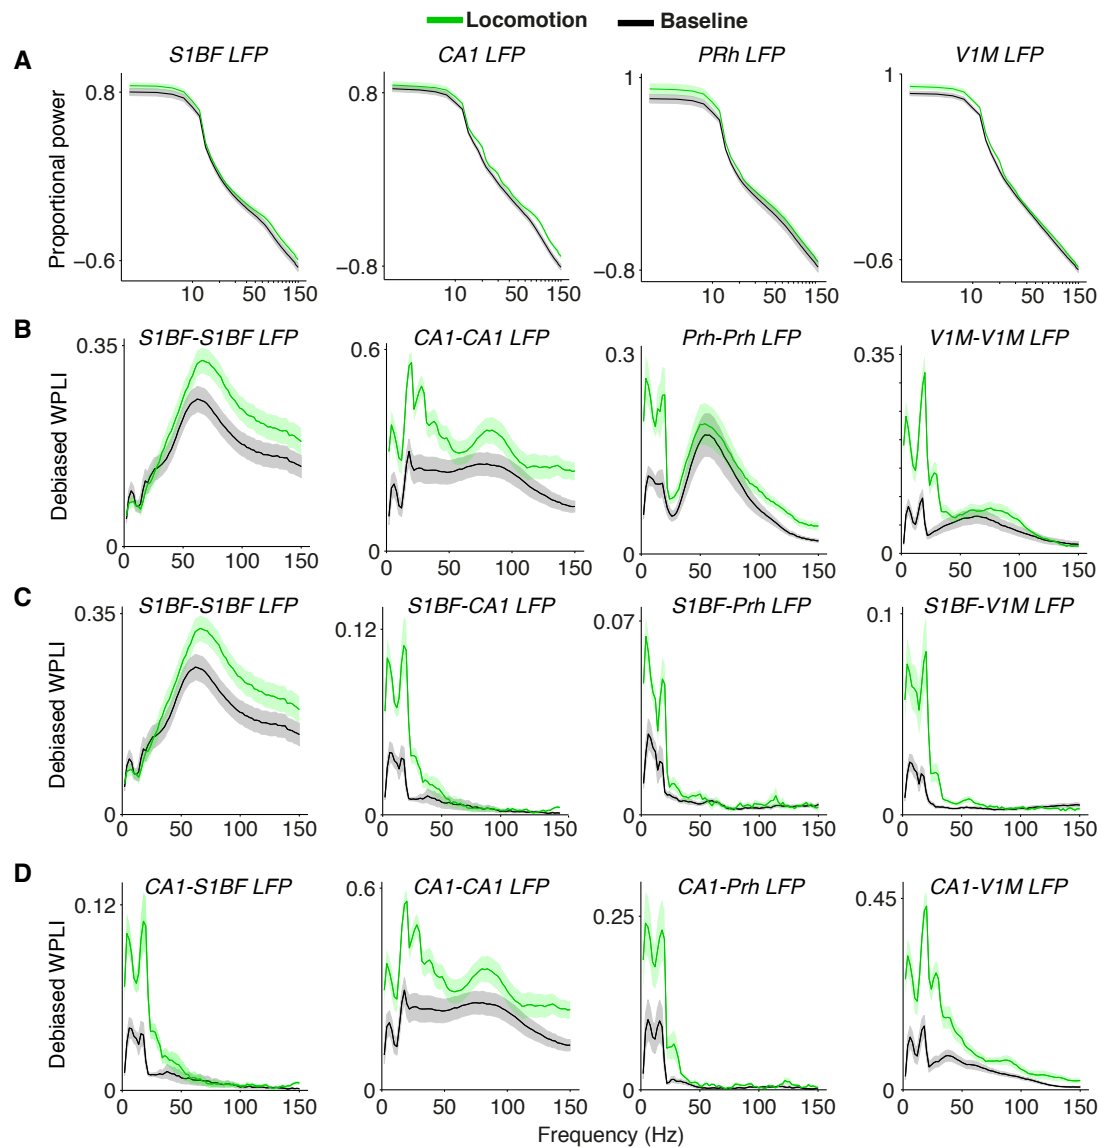 Locomotion Baseline
A
S1BF LFP CA1 LFP PRh LFP V1M LFP
Proportional power
0.8 −0.6 10 50 150
0.8 −0.8 10 50 150
1 −0.8 10 50 150
1 −0.6 10 50 150
B
S1BF-S1BF LFP CA1-CA1 LFP Prh-Prh LFP V1M-V1M LFP
Debiased WPLI
0.35 0 0 50 100 150
0.6 0 0 50 100 150
0.3 0 0 50 100 150
0.35 0 0 50 100 150
C
S1BF-S1BF LFP S1BF-CA1 LFP S1BF-Prh LFP S1BF-V1M LFP
Debiased WPLI
0.35 0 0 50 100 150
0.12 0 0 50 100 150
0.07 0 0 50 100 150
0.1 0 0 50 100 150
D
CA1-S1BF LFP CA1-CA1 LFP CA1-Prh LFP CA1-V1M LFP
Debiased WPLI
0.12 0 0 50 100 150
0.6 0 0 50 100 150
0.25 0 0 50 100 150
0.45 0 0 50 100 150
Frequency (Hz)